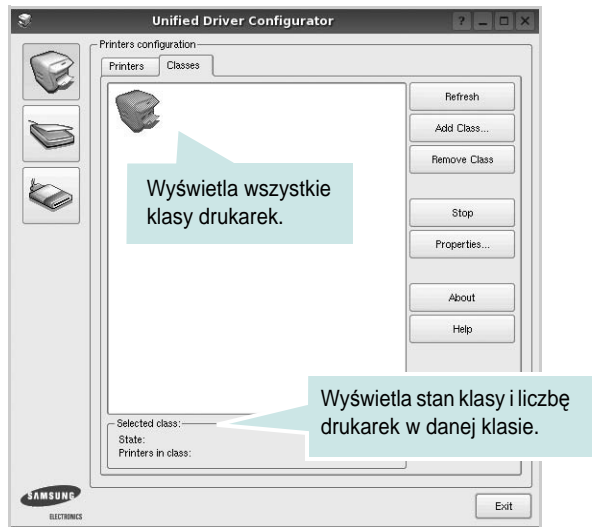 Unified Driver Configurator
Printers configuration
Printers
Classes
Refresh
Add Class...
Remove Class
Wyświetla wszystkie
klasy drukarek.
Stop
Properties...
About
Help
Wyświetla stan klasy i liczbę
drukarek w danej klasie.
Selected class:
State:
Printers in class:
SAMSUNG
ELECTRONICS
Exit